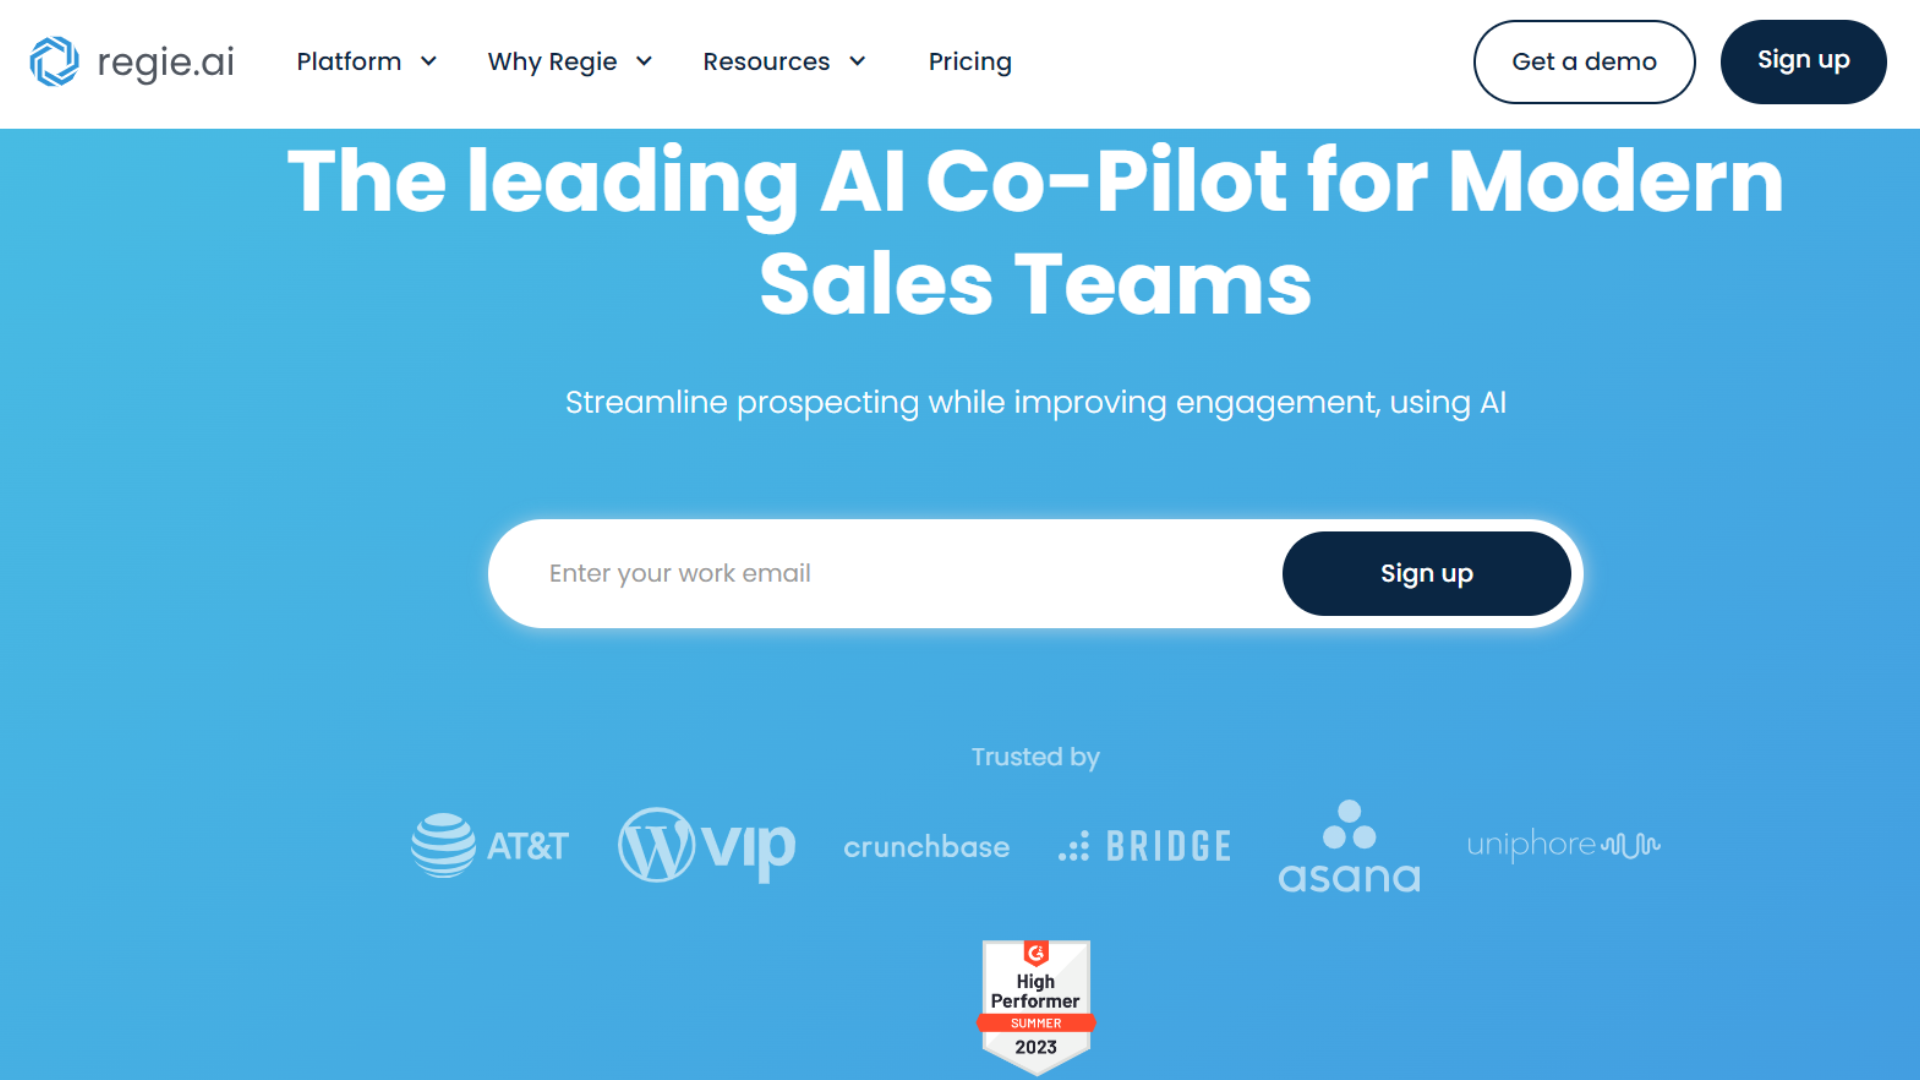 regie.ai
Platform
Why Regie
Resources
Pricing
Get a demo
Sign up
The leading AI Co-Pilot for Modern
Sales Teams
Streamline prospecting while improving engagement, using AI
Enter your work email
Sign up
Trusted by
AT&T
W vip
crunchbase
BRIDGE
asana
uniphore
G2
High
Performer
SUMMER
2023